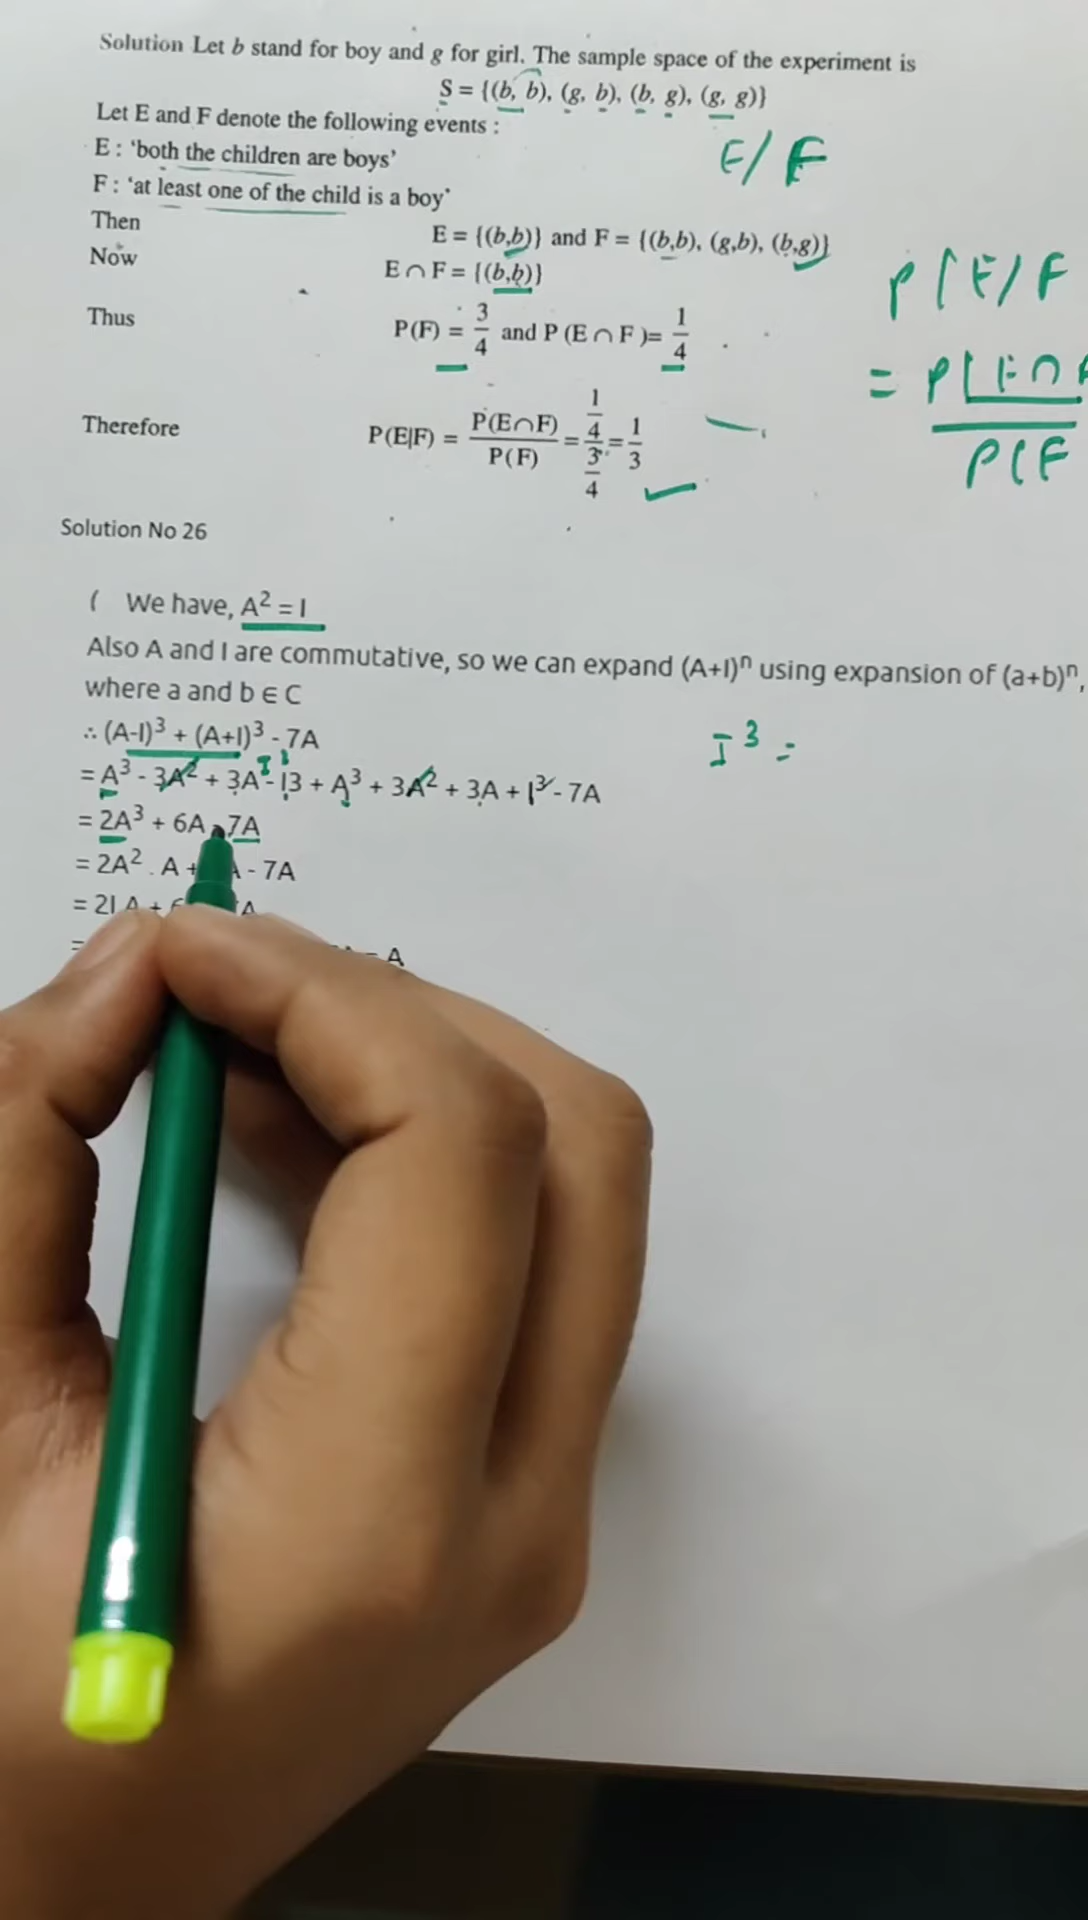 Solution Let b stand for boy and g for girl. The sample space of the experiment is
S = {(b, b), (g, b), (b, g), (g, g)}
Let E and F denote the following events :
E / F
E : ‘both the children are boys’
F : ‘at least one of the child is a boy’
Then E = {(b,b)} and F = {(b,b), (g,b), (b,g)}
Now E ∩ F = {(b,b)}
P(E/F
Thus P(F) = 3/4 and P (E ∩ F )= 1/4 .
= P(E∩F / P(F
Therefore P(E|F) = P(E∩F)/P(F) = (1/4)/(3/4) = 1/3
Solution No 26
( We have, A² = I
Also A and I are commutative, so we can expand (A+I)ⁿ using expansion of (a+b)ⁿ,
where a and b ∈ C
∴ (A-I)³ + (A+I)³ - 7A
I³ =
= A³ - 3A² + 3A - I3 + A³ + 3A² + 3A + I³ - 7A
= 2A³ + 6A - 7A
= 2A² . A + A - 7A
= 2I A + A
= = A